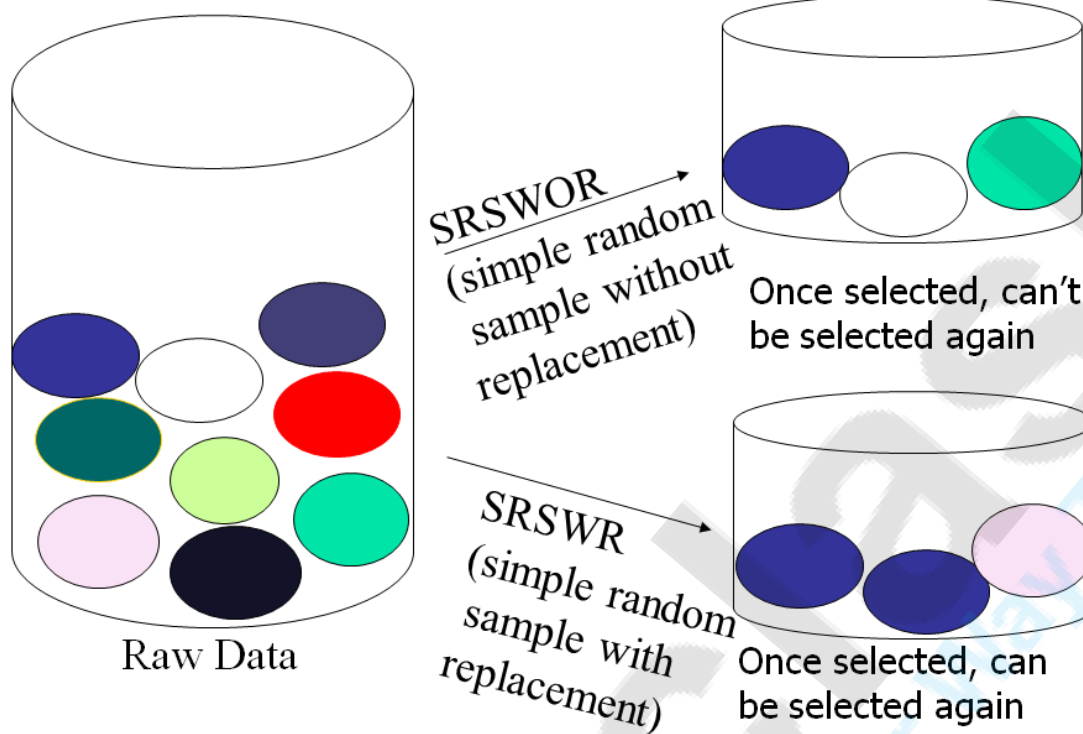 SRSWOR
(simple random
sample without
replacement)
Once selected, can't
be selected again
SRSWR
(simple random
sample with
replacement)
Once selected, can
be selected again
Raw Data